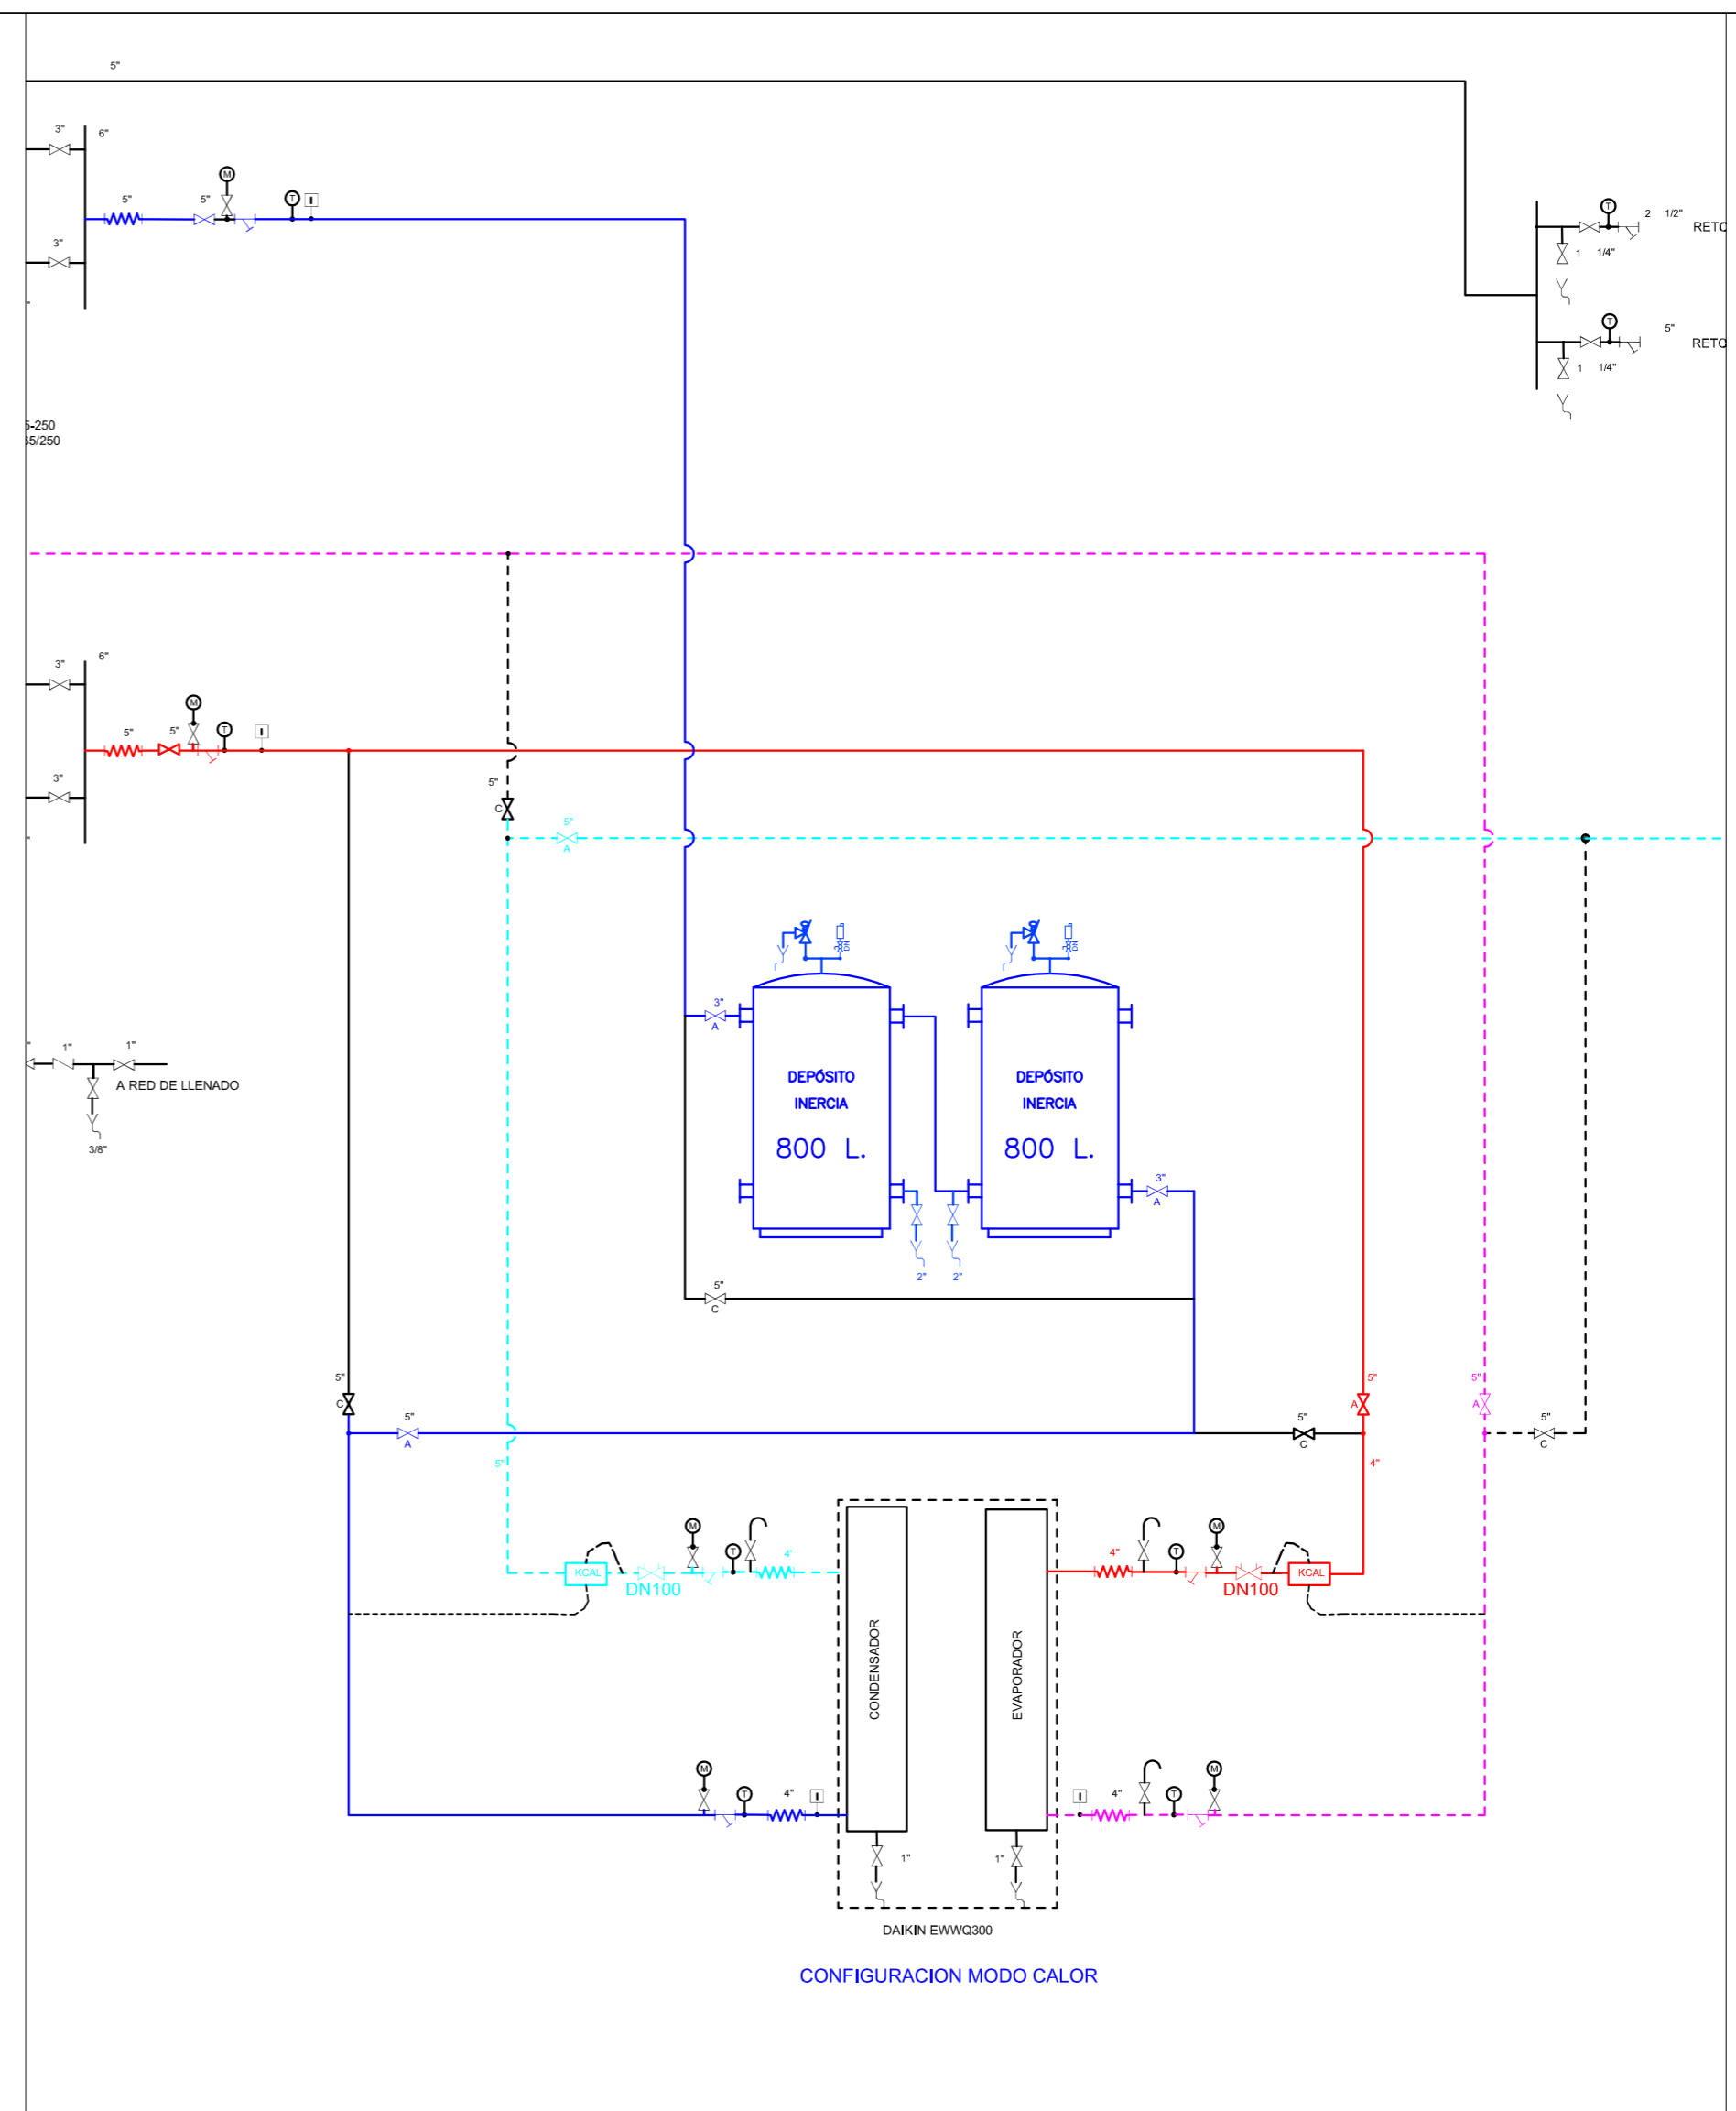 5"
3"
6"
M
5"
5"
T
I
3"
T
2 1/2"
RETO
1 1/4"
T
5"
RETO
1 1/4"
5-250
35/250
3"
6"
M
5"
5"
T
I
3"
5"
C
5"
A
DN
DN
3"
A
1"
1"
A RED DE LLENADO
3/8"
DEPÓSITO
INERCIA
800 L.
DEPÓSITO
INERCIA
800 L.
3"
A
2"
2"
5"
C
5"
C
5"
A
5"
A
5"
A
5"
C
5"
C
5"
4"
M
T
4"
KCAL
DN100
4"
T
M
KCAL
DN100
CONDENSADOR
EVAPORADOR
M
T
4"
I
I
4"
T
M
1"
1"
DAIKIN EWWQ300
CONFIGURACION MODO CALOR